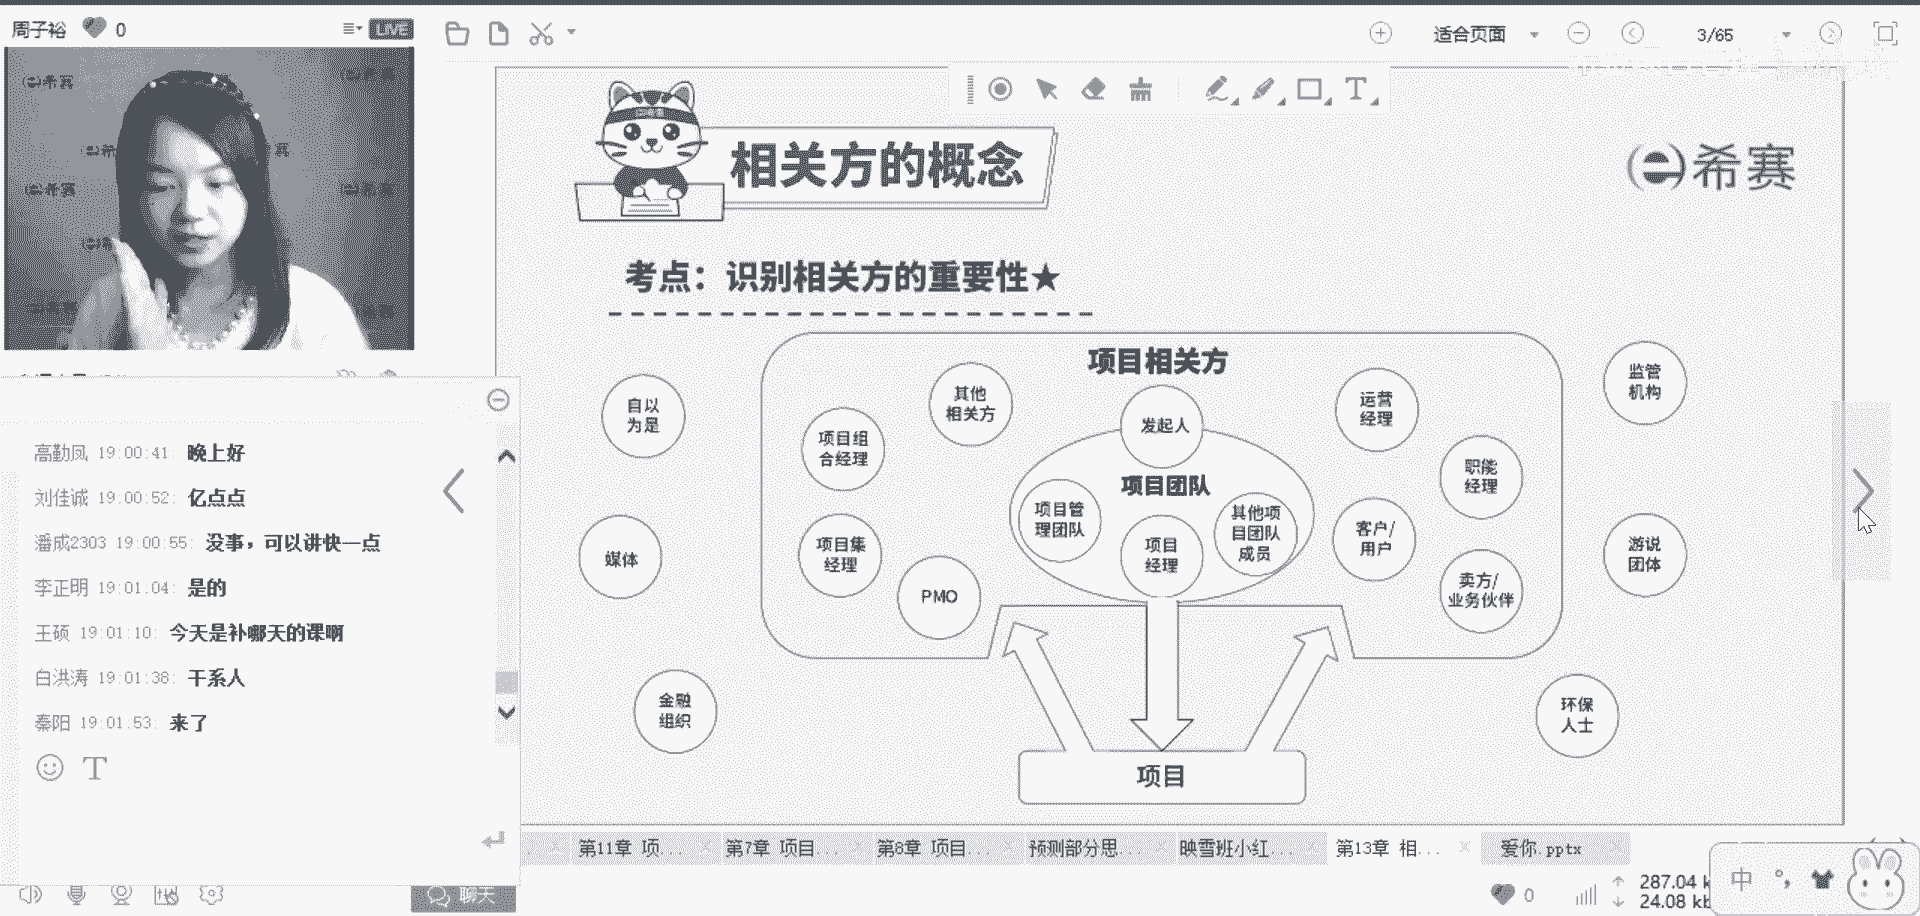 周子裕 0
LIVE
适合页面
3/65
相关方的概念
希赛
考点：识别相关方的重要性★
项目相关方
自以
为是
媒体
金融
组织
项目组
合经理
其他
相关方
项目集
经理
PMO
发起人
项目团队
项目管
理团队
项目
经理
其他项
目团队
成员
运营
经理
职能
经理
客户/
用户
卖方/
业务伙伴
监管
机构
游说
团体
环保
人士
项目
高勤凤 19:00:41: 晚上好
刘佳诚 19:00:52: 亿点点
潘成2303 19:00:55: 没事，可以讲快一点
李正明 19:01:04: 是的
王硕 19:01:10: 今天是补哪天的课啊
白洪涛 19:01:38: 干系人
秦阳 19:01:53: 来了
T
聊天
第11章 项...
第7章 项目...
第8章 项目...
预测部分思...
映雪班小红...
第13章 相...
爱你.pptx
0
287.04 k
24.08 kb
中